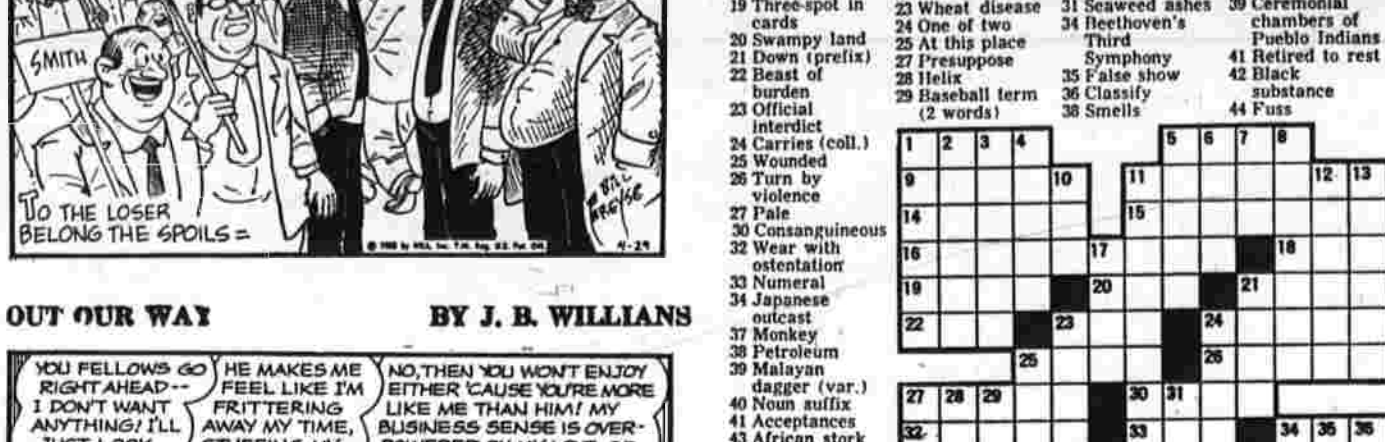 SMITH
TO THE LOSER
BELONG THE SPOILS =
4-29
OUT OUR WAY
BY J. B. WILLIANS
YOU FELLOWS GO
RIGHT AHEAD--
I DON'T WANT
ANYTHING! I'LL
JUST LOOK
HE MAKES ME
FEEL LIKE I'M
FRITTERING
AWAY MY TIME,
NO, THEN YOU WON'T ENJOY
EITHER 'CAUSE YOU'RE MORE
LIKE ME THAN HIM! MY
BUSINESS SENSE IS OVER-
19 Three-spot in
cards
20 Swampy land
21 Down (prefix)
22 Beast of
burden
23 Official
interdict
24 Carries (coll.)
25 Wounded
26 Turn by
violence
27 Pale
30 Consanguineous
32 Wear with
ostentation
33 Numeral
34 Japanese
outcast
37 Monkey
38 Petroleum
39 Malayan
dagger (var.)
40 Noun suffix
41 Acceptances
43 African stork
23 Wheat disease
24 One of two
25 At this place
27 Presuppose
28 Helix
29 Baseball term
(2 words)
31 Seaweed ashes
34 Beethoven's
Third
Symphony
35 False show
36 Classify
38 Smells
39 Ceremonial
chambers of
Pueblo Indians
41 Retired to rest
42 Black
substance
44 Fuss
1 2 3 4 5 6 7 8
9 10 11 12 13
14 15
16 17 18
19 20 21
22 23 24
25 26
27 28 29 30 31
32 33 34 35 36